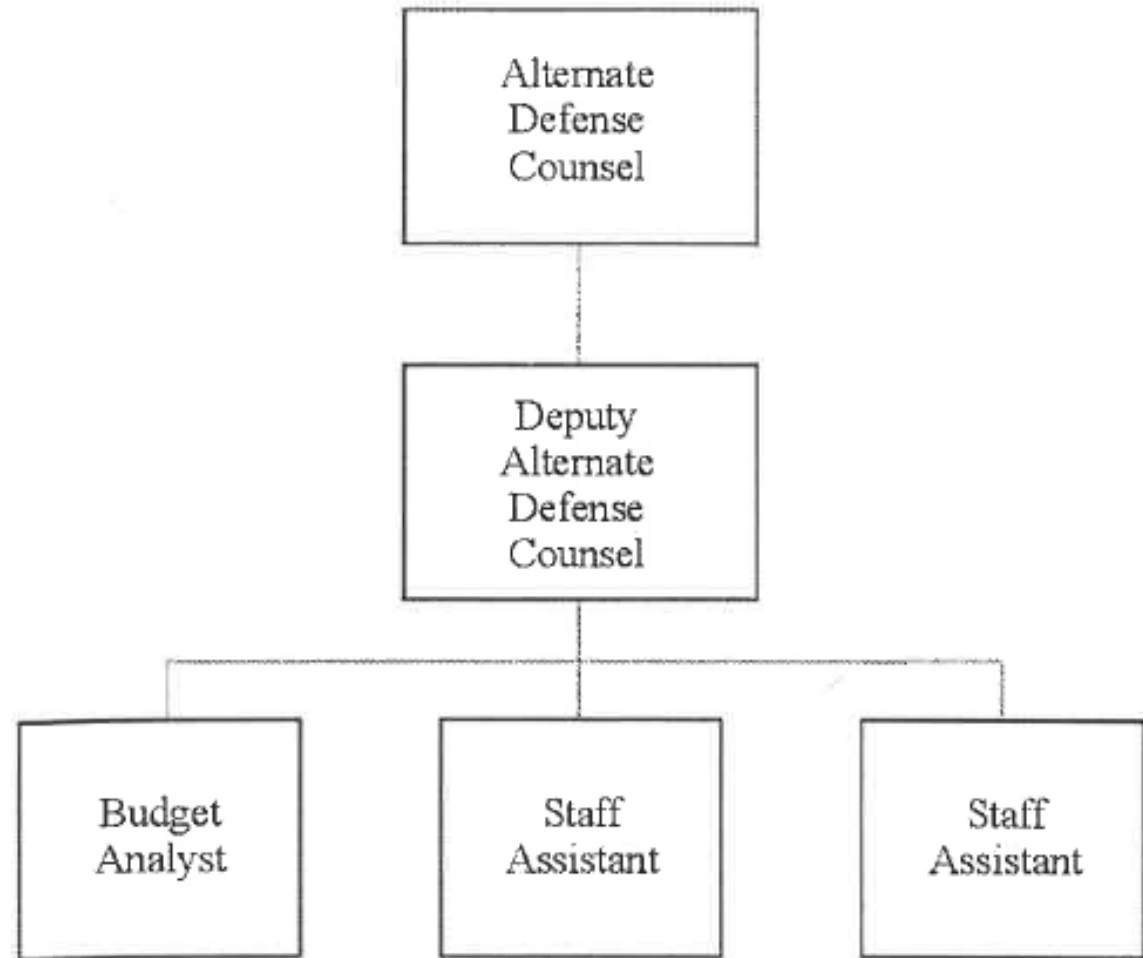 Alternate
Defense
Counsel
Deputy
Alternate
Defense
Counsel
Budget
Analyst
Staff
Assistant
Staff
Assistant